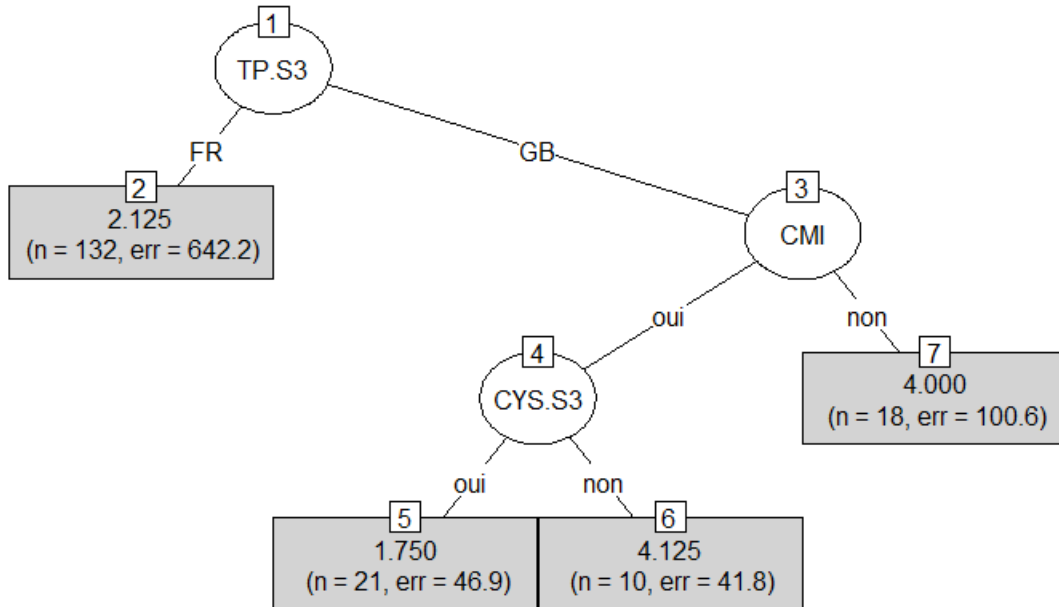 1
TP.S3
FR
GB
2
2.125
(n = 132, err = 642.2)
3
CMI
oui
non
4
CYS.S3
7
4.000
(n = 18, err = 100.6)
oui
non
5
1.750
(n = 21, err = 46.9)
6
4.125
(n = 10, err = 41.8)